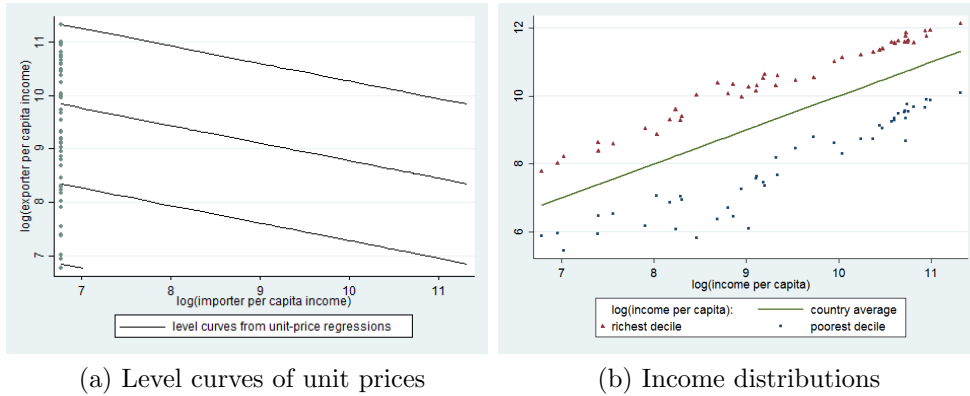 log(exporter per capita income)
11
10
9
8
7
7 8 9 10 11
log(importer per capita income)
level curves from unit-price regressions
(a) Level curves of unit prices
12
10
8
6
7 8 9 10 11
log(income per capita)
log(income per capita): country average
richest decile poorest decile
(b) Income distributions